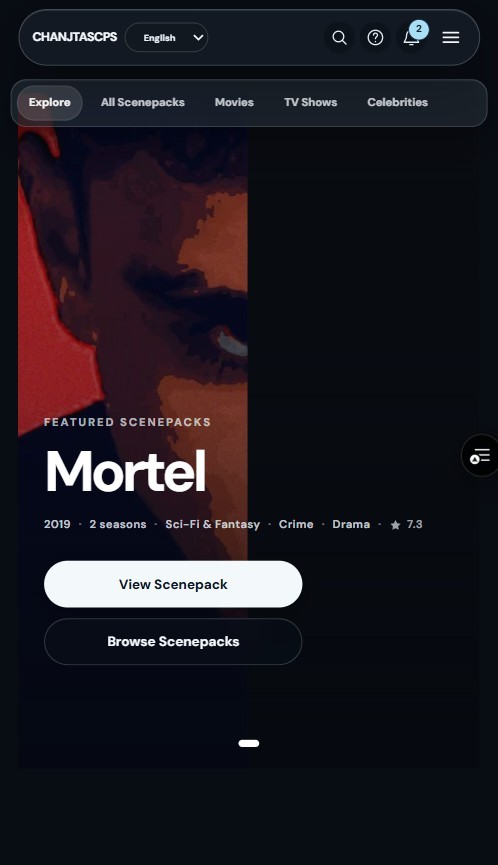 CHANJTASCPS
English
2
Explore All Scenepacks Movies TV Shows Celebrities
FEATURED SCENEPACKS
Mortel
2019 · 2 seasons · Sci-Fi & Fantasy · Crime · Drama · ★ 7.3
View Scenepack
Browse Scenepacks